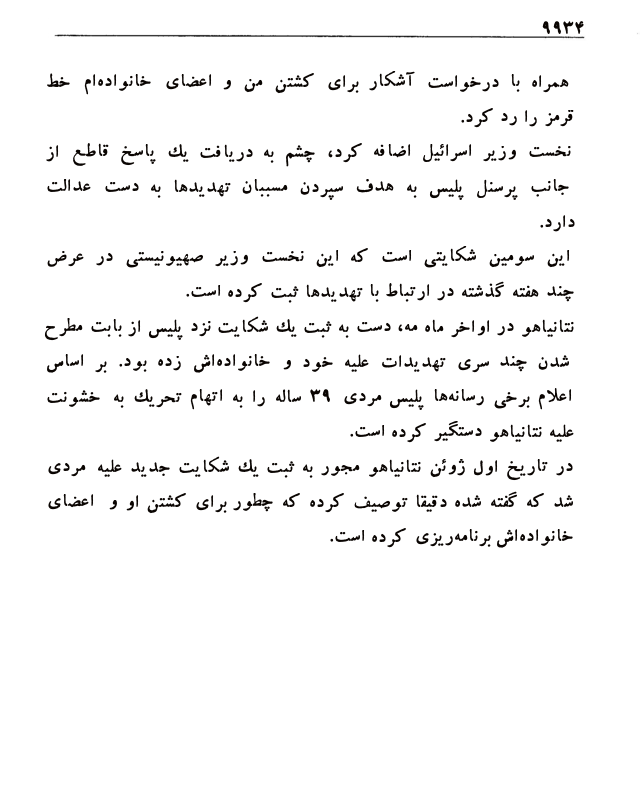 ۹۹۳۴
همراه با درخواست آشکار برای کشتن من و اعضای خانواده‌ام خط
قرمز را رد کرد.
نخست وزیر اسرائیل اضافه کرد، چشم به دریافت یك پاسخ قاطع از
جانب پرسنل پلیس به هدف سپردن مسببان تهدیدها به دست عدالت
دارد.
این سومین شکایتی است که این نخست وزیر صهیونیستی در عرض
چند هفته گذشته در ارتباط با تهدیدها ثبت کرده است.
نتانیاهو در اواخر ماه مه، دست به ثبت یك شکایت نزد پلیس از بابت مطرح
شدن چند سری تهدیدات علیه خود و خانواده‌اش زده بود. بر اساس
اعلام برخی رسانه‌ها پلیس مردی ۳۹ ساله را به اتهام تحریك به خشونت
علیه نتانیاهو دستگیر کرده است.
در تاریخ اول ژوئن نتانیاهو مجور به ثبت یك شکایت جدید علیه مردی
شد که گفته شده دقیقا توصیف کرده که چطور برای کشتن او و اعضای
خانواده‌اش برنامه‌ریزی کرده است.